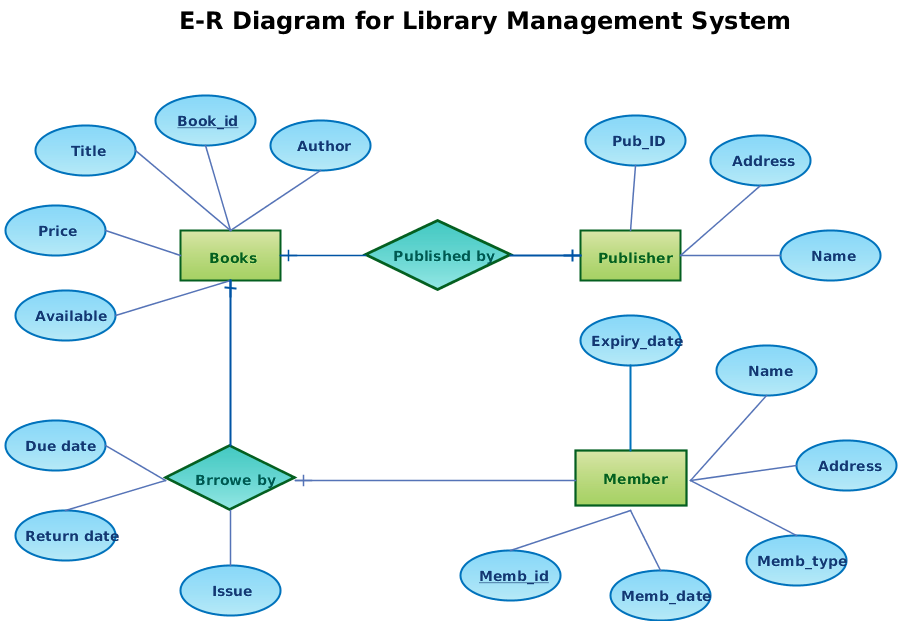 E-R Diagram for Library Management System
Book_id
Title
Author
Pub_ID
Address
Price
Books
Published by
Publisher
Name
Available
Expiry_date
Name
Due date
Brrowe by
Member
Address
Return date
Issue
Memb_id
Memb_date
Memb_type